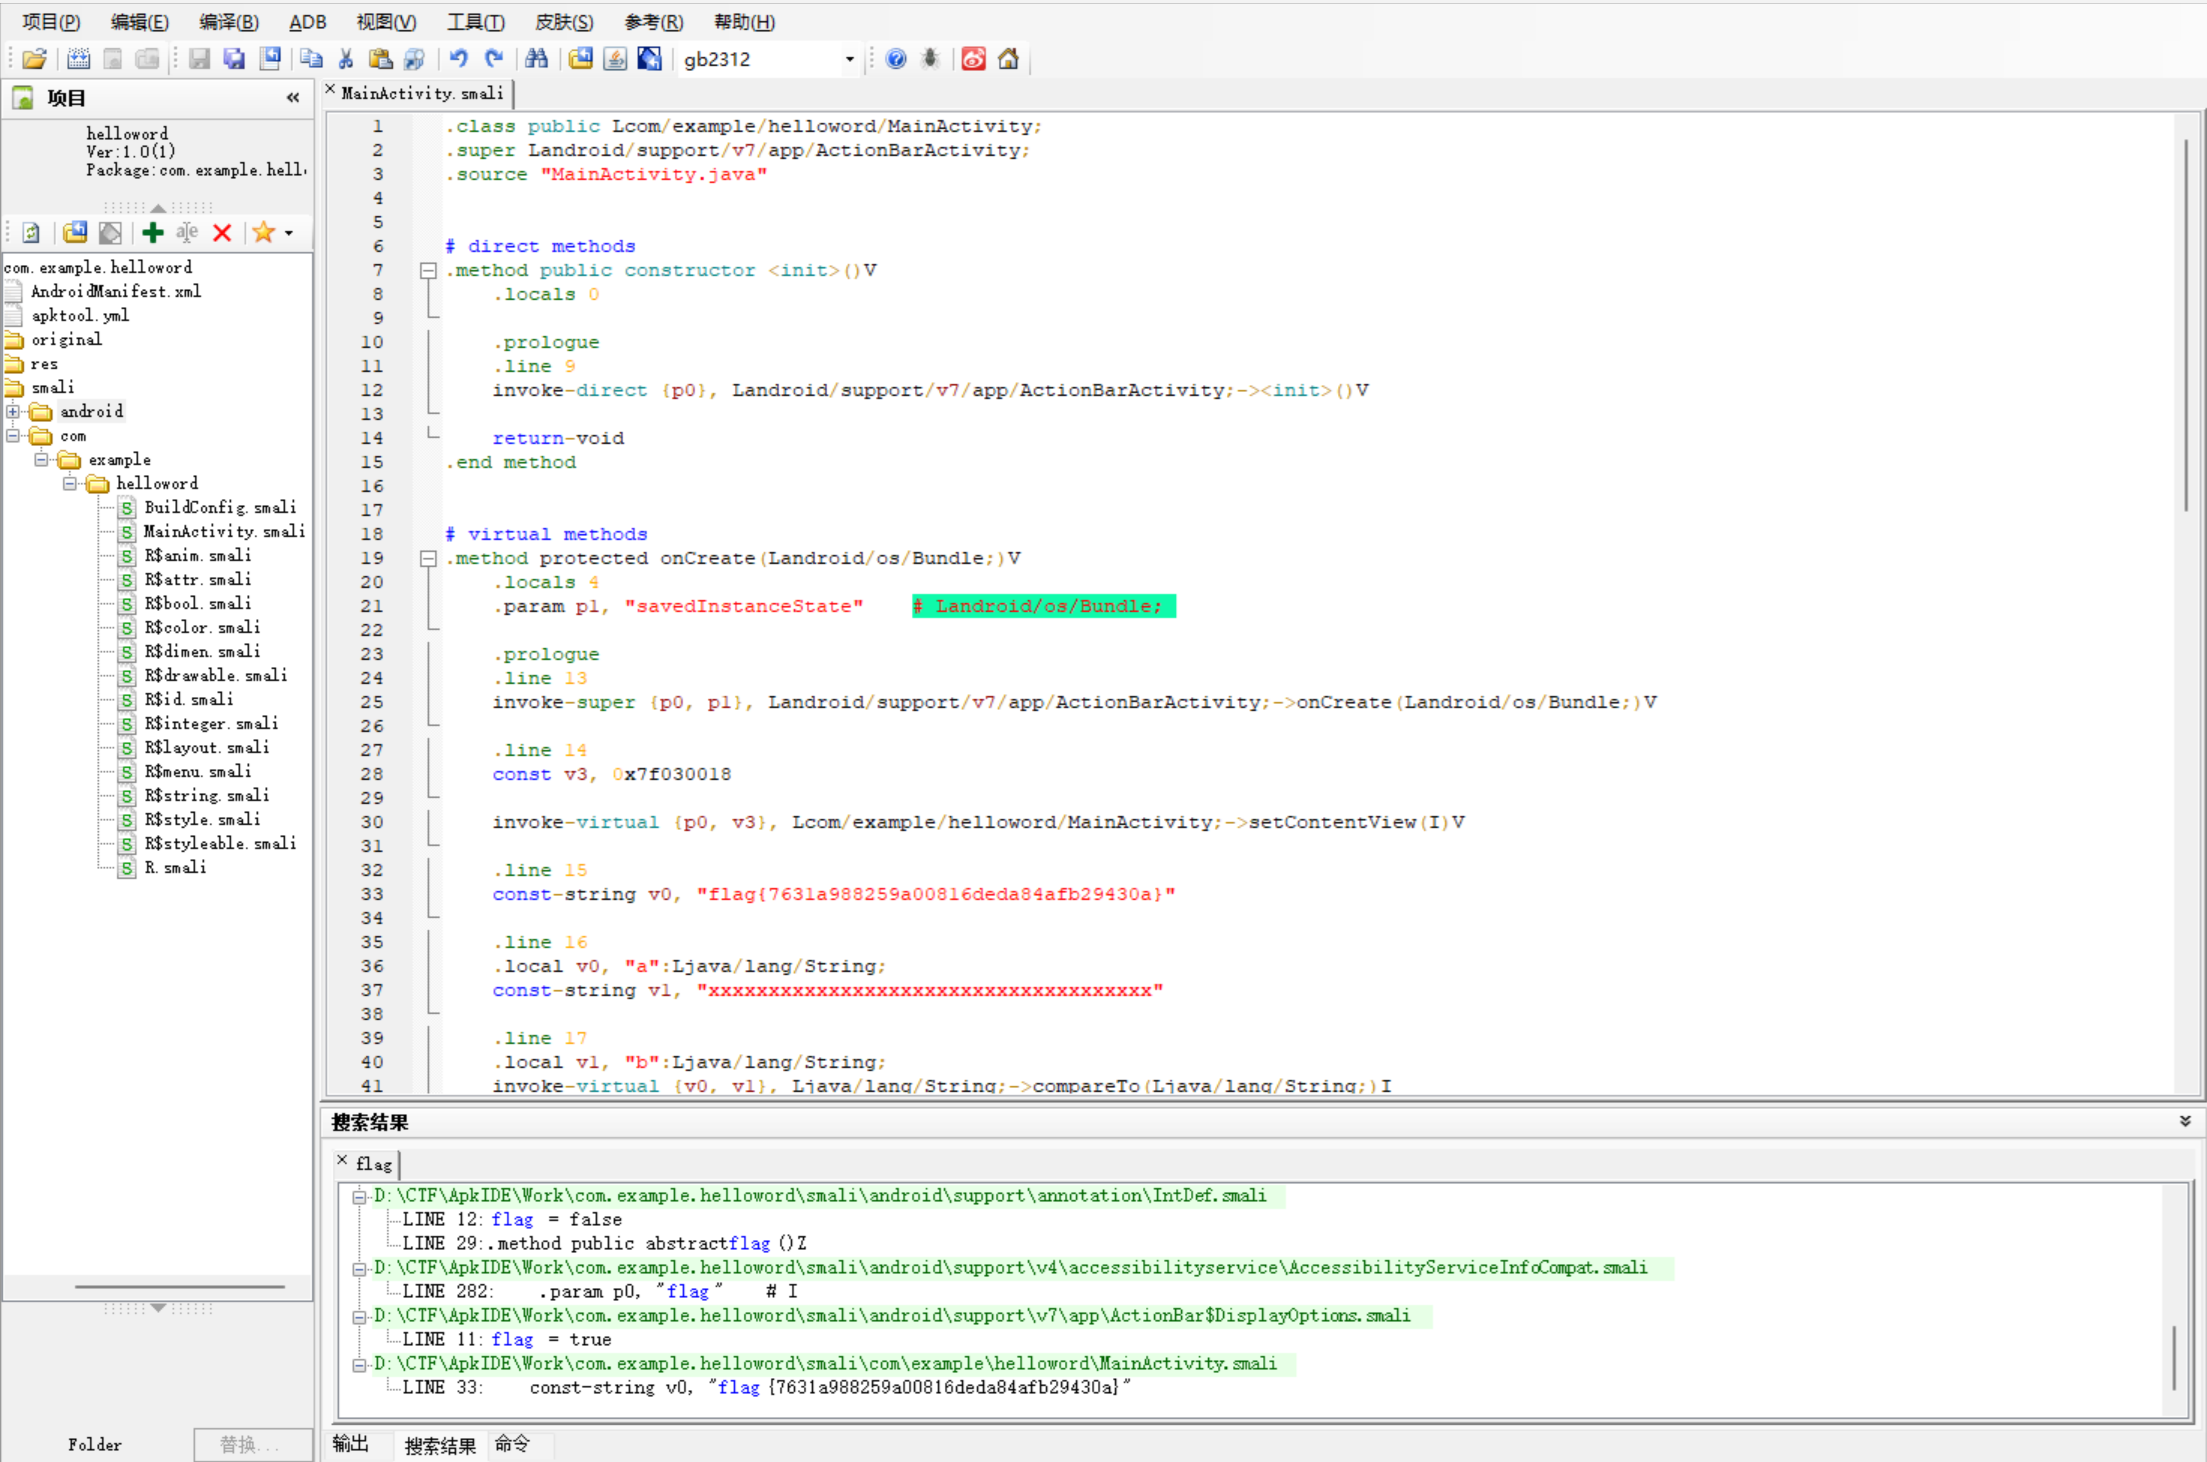 项目(P) 编辑(E) 编译(B) ADB 视图(V) 工具(T) 皮肤(S) 参考(R) 帮助(H)
gb2312
项目
helloword
Ver:1.0(1)
Package:com.example.hell
com.example.helloword
AndroidManifest.xml
apktool.yml
original
res
smali
android
com
example
helloword
BuildConfig.smali
MainActivity.smali
R$anim.smali
R$attr.smali
R$bool.smali
R$color.smali
R$dimen.smali
R$drawable.smali
R$id.smali
R$integer.smali
R$layout.smali
R$menu.smali
R$string.smali
R$style.smali
R$styleable.smali
R.smali
Folder 替换...
MainActivity.smali
1 .class public Lcom/example/helloword/MainActivity;
2 .super Landroid/support/v7/app/ActionBarActivity;
3 .source "MainActivity.java"
4
5
6 # direct methods
7 .method public constructor <init>()V
8 .locals 0
9
10 .prologue
11 .line 9
12 invoke-direct {p0}, Landroid/support/v7/app/ActionBarActivity;-><init>()V
13
14 return-void
15 .end method
16
17
18 # virtual methods
19 .method protected onCreate(Landroid/os/Bundle;)V
20 .locals 4
21 .param p1, "savedInstanceState" # Landroid/os/Bundle;
22
23 .prologue
24 .line 13
25 invoke-super {p0, p1}, Landroid/support/v7/app/ActionBarActivity;->onCreate(Landroid/os/Bundle;)V
26
27 .line 14
28 const v3, 0x7f030018
29
30 invoke-virtual {p0, v3}, Lcom/example/helloword/MainActivity;->setContentView(I)V
31
32 .line 15
33 const-string v0, "flag{7631a988259a00816deda84afb29430a}"
34
35 .line 16
36 .local v0, "a":Ljava/lang/String;
37 const-string v1, "xxxxxxxxxxxxxxxxxxxxxxxxxxxxxxxxxxxxx"
38
39 .line 17
40 .local v1, "b":Ljava/lang/String;
41 invoke-virtual {v0, v1}, Ljava/lang/String;->compareTo(Ljava/lang/String;)I
搜索结果
flag
D:\CTF\ApkIDE\Work\com.example.helloword\smali\android\support\annotation\IntDef.smali
LINE 12: flag = false
LINE 29:.method public abstractflag ()Z
D:\CTF\ApkIDE\Work\com.example.helloword\smali\android\support\v4\accessibilityservice\AccessibilityServiceInfoCompat.smali
LINE 282: .param p0, "flag" # I
D:\CTF\ApkIDE\Work\com.example.helloword\smali\android\support\v7\app\ActionBar$DisplayOptions.smali
LINE 11: flag = true
D:\CTF\ApkIDE\Work\com.example.helloword\smali\com\example\helloword\MainActivity.smali
LINE 33: const-string v0, "flag {7631a988259a00816deda84afb29430a}"
输出 搜索结果 命令